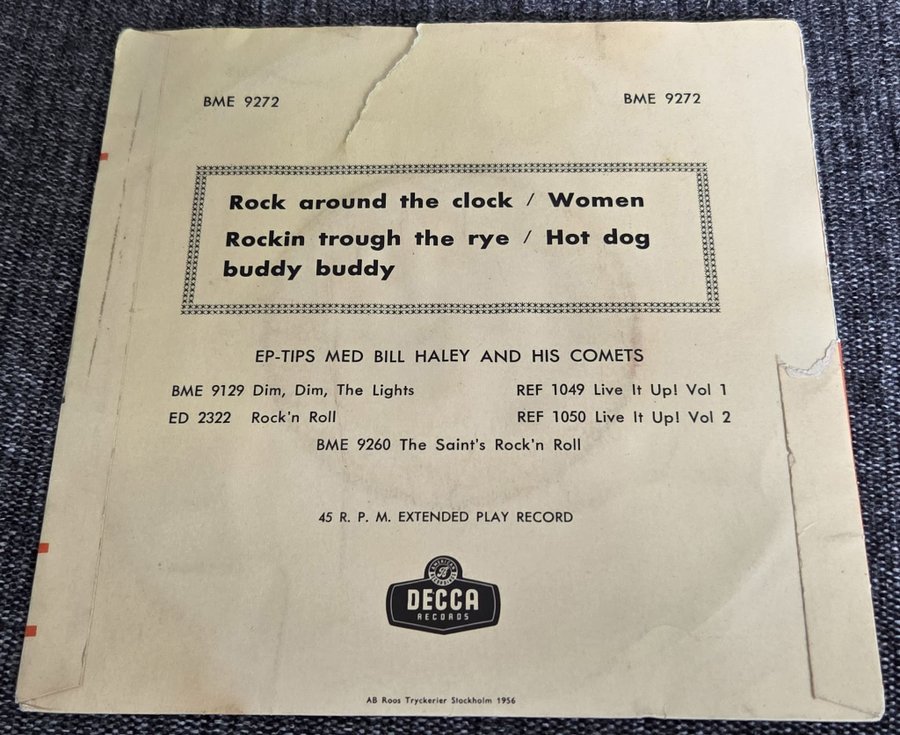 BME 9272 BME 9272
Rock around the clock / Women
Rockin trough the rye / Hot dog
buddy buddy
EP-TIPS MED BILL HALEY AND HIS COMETS
BME 9129 Dim, Dim, The Lights REF 1049 Live It Up! Vol 1
ED 2322 Rock'n Roll REF 1050 Live It Up! Vol 2
BME 9260 The Saint's Rock'n Roll
45 R. P. M. EXTENDED PLAY RECORD
AMERICAN
DECCA
RECORDS
AB Roos Tryckerier Stockholm 1956